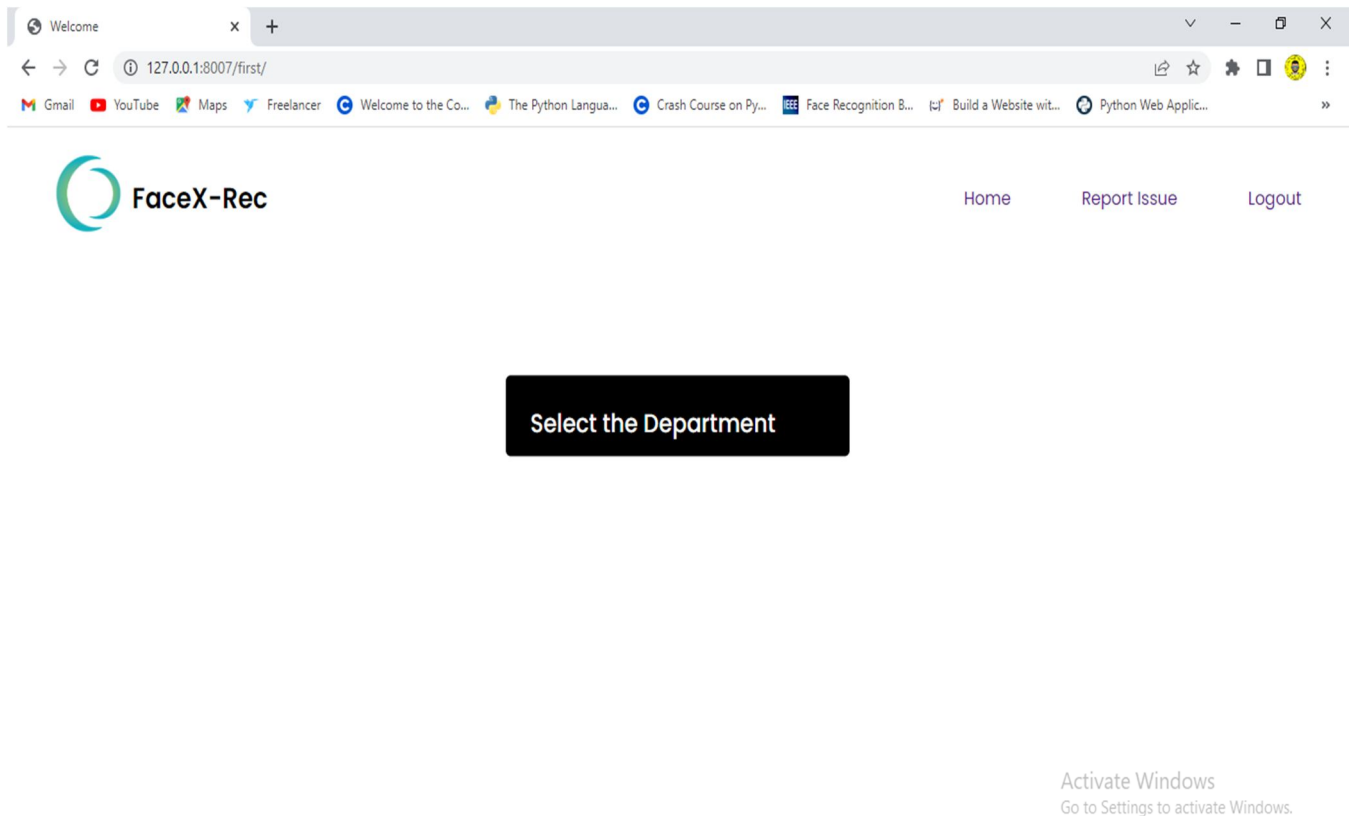 Welcome
127.0.0.1:8007/first/
Gmail YouTube Maps Freelancer Welcome to the Co... The Python Langua... Crash Course on Py... IEEE Face Recognition B... Build a Website wit... Python Web Applic... »
FaceX-Rec Home Report Issue Logout
Select the Department
Activate Windows
Go to Settings to activate Windows.